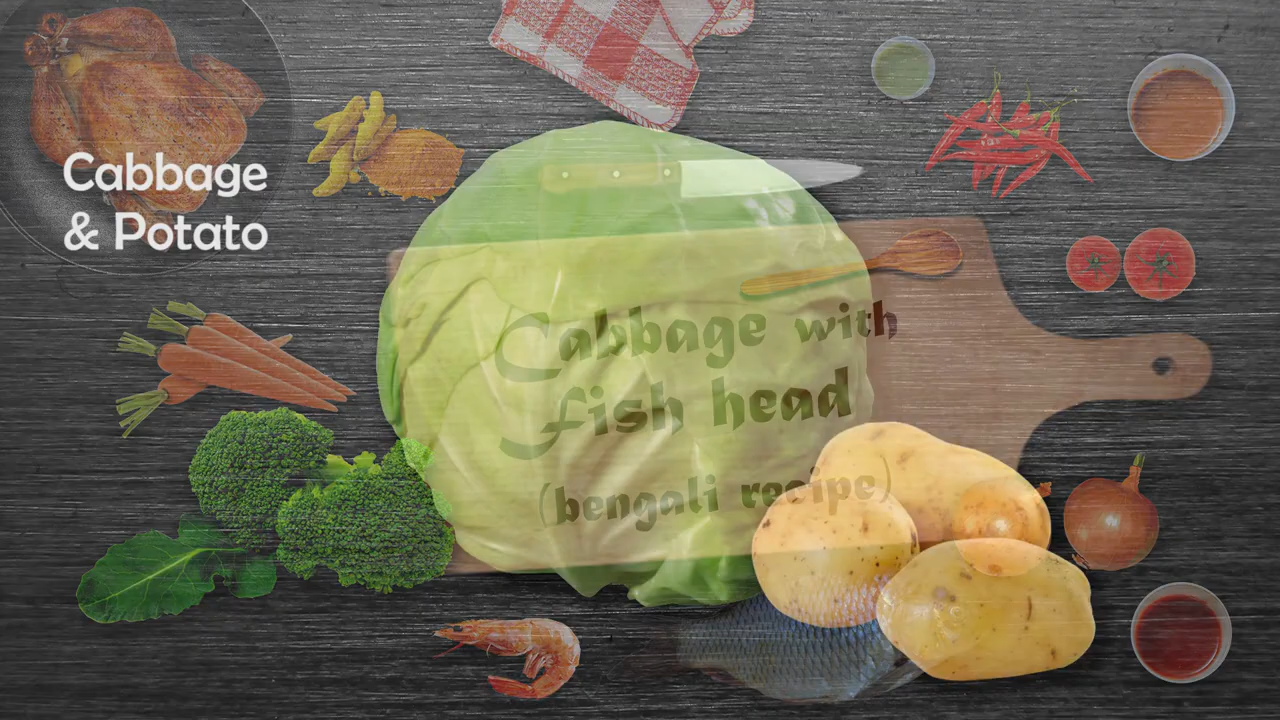 Cabbage
& Potato
Cabbage with
fish head
(bengali recipe)